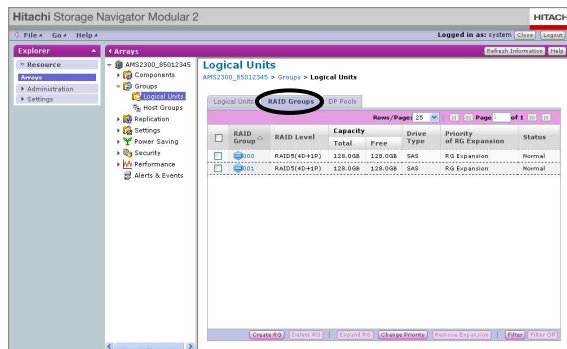 Hitachi Storage Navigator Modular 2
HITACH
File Go Help
Logged in as: system Close Logout
Explorer
Arrays
Refresh Information Help
Resource
Arrays
Administration
Settings
AMS2300_85012345
Components
Groups
Logical Units
Host Groups
Replication
Settings
Power Saving
Security
Performance
Alerts & Events
Logical Units
AMS2300_85012345 > Groups > Logical Units
Logical Units RAID Groups DP Pools
Rows/Page: 25 Page 1 of 1
RAID Group RAID Level Capacity Total Free Drive Type Priority of RG Expansion Status
000 RAID5(4D+1P) 128.0GB 128.0GB SAS RG Expansion Normal
001 RAID5(4D+1P) 128.0GB 128.0GB SAS RG Expansion Normal
Create RG Delete RG Expand RG Change Priority Remove Expansion Filter Filter Off